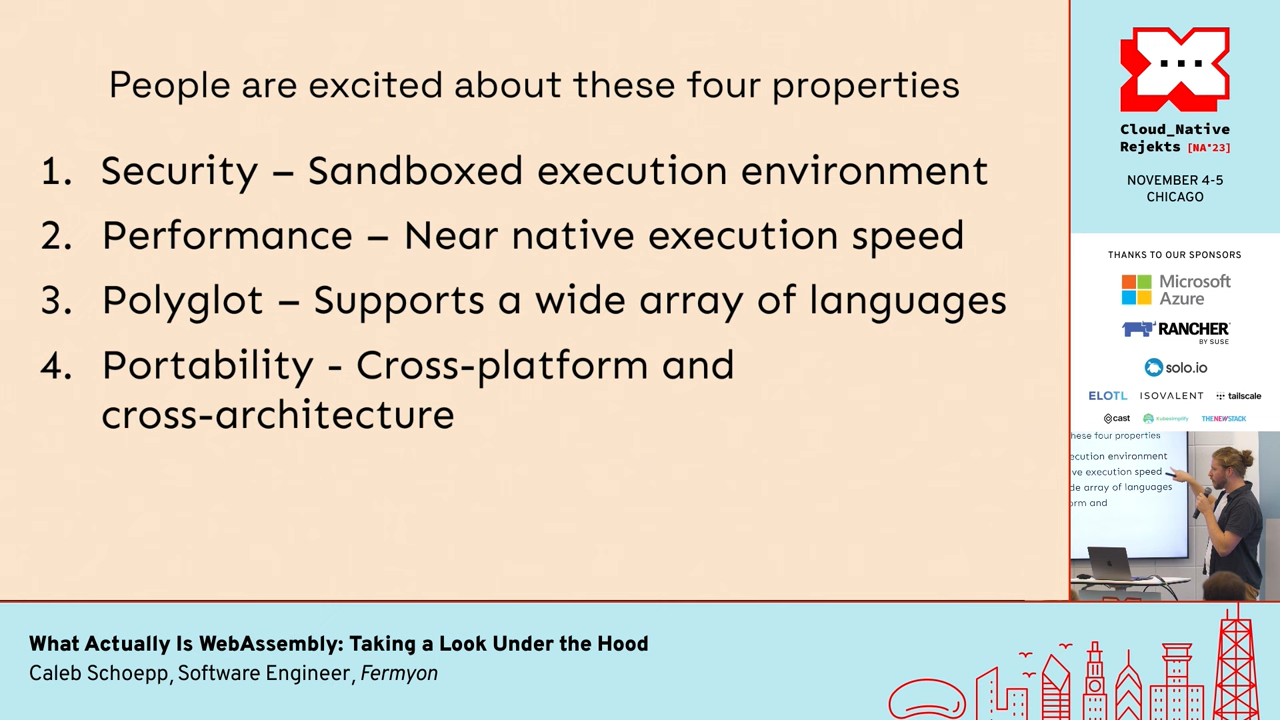 People are excited about these four properties
1. Security – Sandboxed execution environment
2. Performance – Near native execution speed
3. Polyglot – Supports a wide array of languages
4. Portability - Cross-platform and
cross-architecture
Cloud_Native
Rejekts [NA'23]
NOVEMBER 4-5
CHICAGO
THANKS TO OUR SPONSORS
Microsoft
Azure
RANCHER
BY SUSE
solo.io
ELOTL ISOVALENT tailscale
cast kubesimplify THENEWSTACK
hese four properties
ecution environment
ve execution speed
de array of languages
orm and
What Actually Is WebAssembly: Taking a Look Under the Hood
Caleb Schoepp, Software Engineer, Fermyon